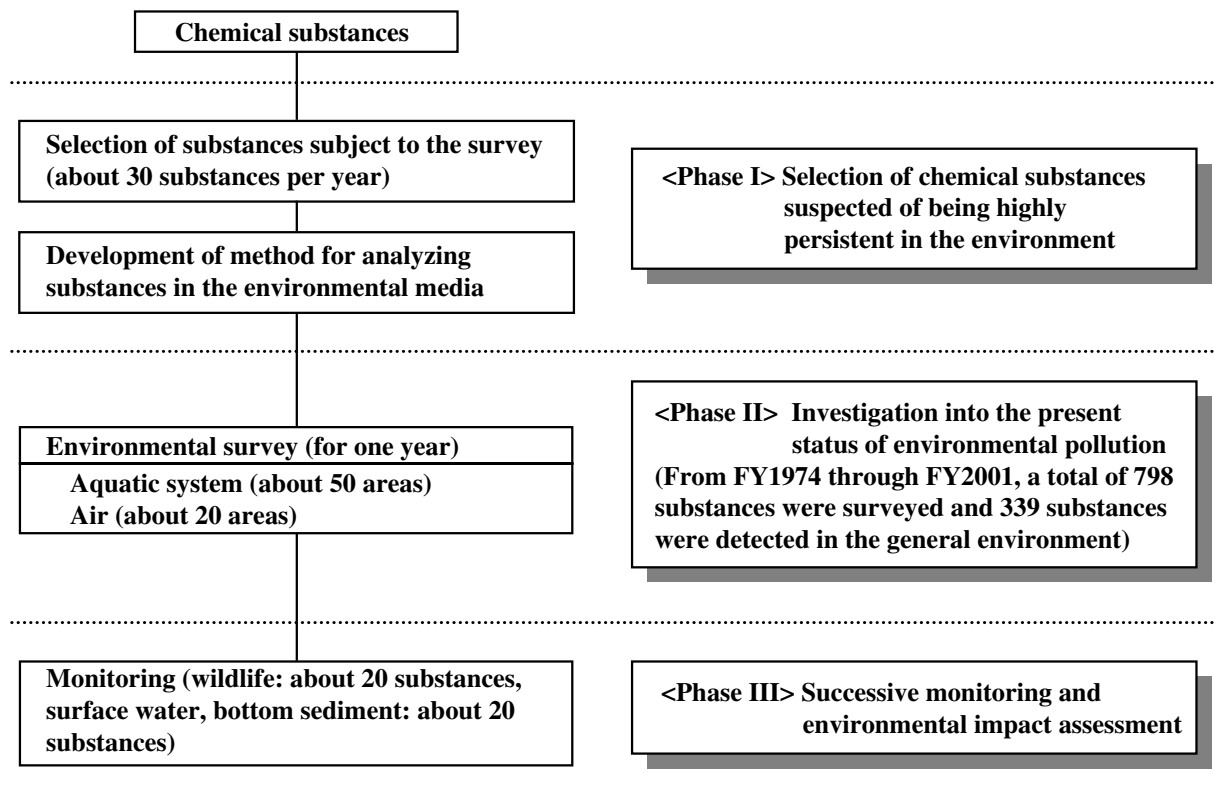 Chemical substances
Selection of substances subject to the survey
(about 30 substances per year)
<Phase I> Selection of chemical substances
suspected of being highly
persistent in the environment
Development of method for analyzing
substances in the environmental media
<Phase II> Investigation into the present
status of environmental pollution
(From FY1974 through FY2001, a total of 798
substances were surveyed and 339 substances
were detected in the general environment)
Environmental survey (for one year)
Aquatic system (about 50 areas)
Air (about 20 areas)
Monitoring (wildlife: about 20 substances,
surface water, bottom sediment: about 20
substances)
<Phase III> Successive monitoring and
environmental impact assessment